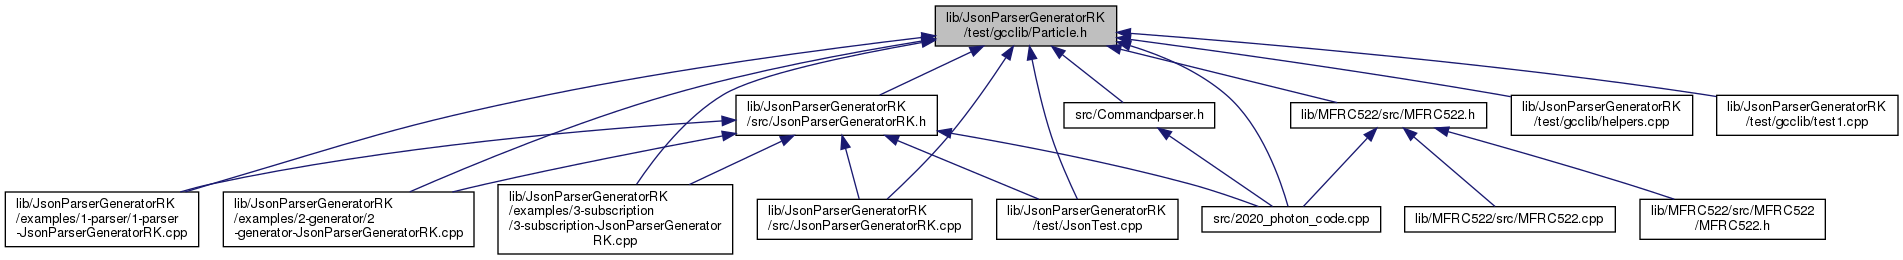 lib/JsonParserGeneratorRK
/test/gcclib/Particle.h
lib/JsonParserGeneratorRK
/src/JsonParserGeneratorRK.h
src/Commandparser.h
lib/MFRC522/src/MFRC522.h
lib/JsonParserGeneratorRK
/test/gcclib/helpers.cpp
lib/JsonParserGeneratorRK
/test/gcclib/test1.cpp
lib/JsonParserGeneratorRK
/examples/1-parser/1-parser
-JsonParserGeneratorRK.cpp
lib/JsonParserGeneratorRK
/examples/2-generator/2
-generator-JsonParserGeneratorRK.cpp
lib/JsonParserGeneratorRK
/examples/3-subscription
/3-subscription-JsonParserGenerator
RK.cpp
lib/JsonParserGeneratorRK
/src/JsonParserGeneratorRK.cpp
lib/JsonParserGeneratorRK
/test/JsonTest.cpp
src/2020_photon_code.cpp
lib/MFRC522/src/MFRC522.cpp
lib/MFRC522/src/MFRC522
/MFRC522.h